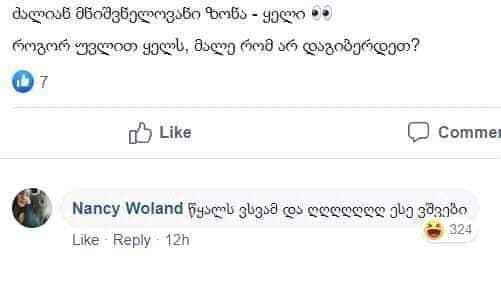 ძალიან მნიშვნელოვანი ზონა - ყელი 👀
როგორ უვლით ყელს, მალე რომ არ დაგიბერდეთ?
7
Like Comme
Nancy Woland წყალს ვსვამ და ღღღღღღღ ესე ვშვები
324
Like · Reply · 12h